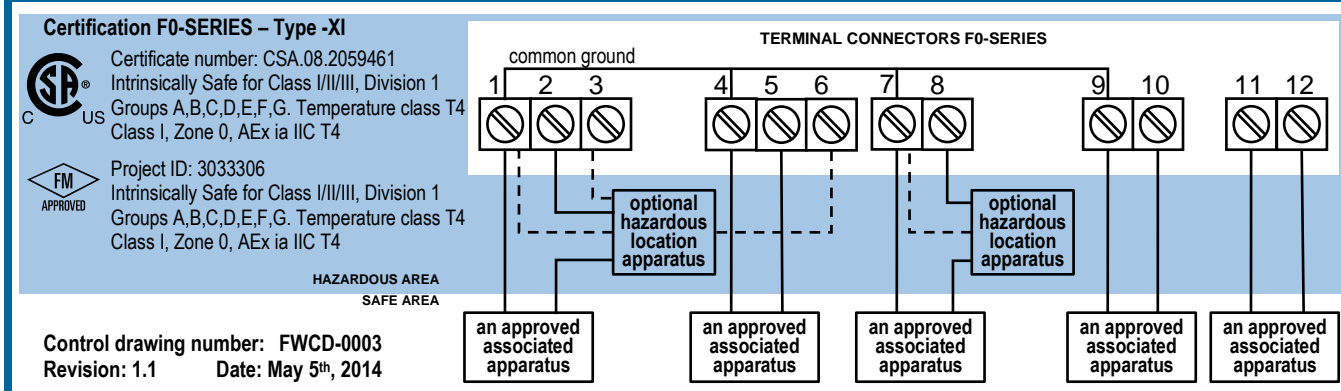 Certification F0-SERIES – Type -XI
Certificate number: CSA.08.2059461
Intrinsically Safe for Class I/II/III, Division 1
Groups A,B,C,D,E,F,G. Temperature class T4
Class I, Zone 0, AEx ia IIC T4
SA ®
C US
Project ID: 3033306
Intrinsically Safe for Class I/II/III, Division 1
Groups A,B,C,D,E,F,G. Temperature class T4
Class I, Zone 0, AEx ia IIC T4
FM
APPROVED
HAZARDOUS AREA
SAFE AREA
Control drawing number: FWCD-0003
Revision: 1.1 Date: May 5th, 2014
TERMINAL CONNECTORS F0-SERIES
common ground
1 2 3 4 5 6 7 8 9 10 11 12
optional
hazardous
location
apparatus
optional
hazardous
location
apparatus
an approved
associated
apparatus
an approved
associated
apparatus
an approved
associated
apparatus
an approved
associated
apparatus
an approved
associated
apparatus